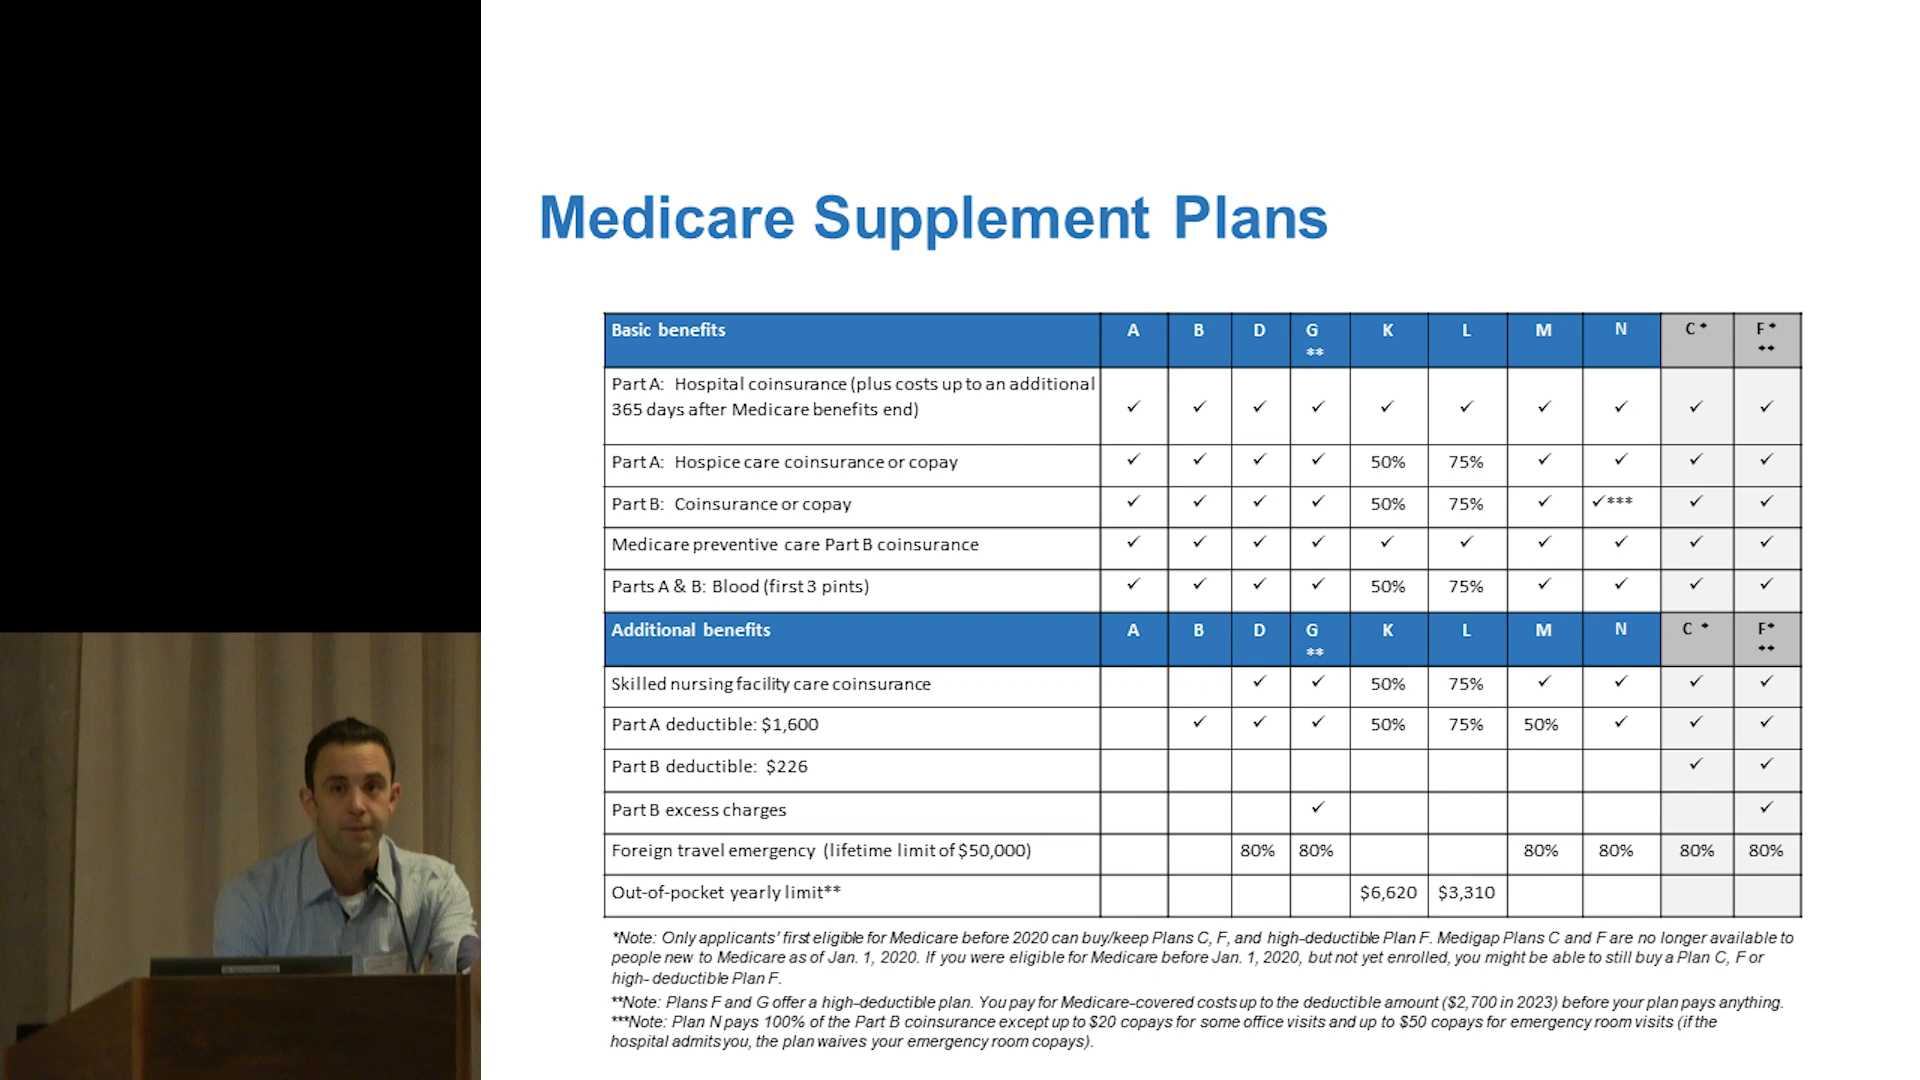 Medicare Supplement Plans
Basic benefits A B D G K L M N C * F *
** **
Part A: Hospital coinsurance (plus costs up to an additional
365 days after Medicare benefits end) ✓ ✓ ✓ ✓ ✓ ✓ ✓ ✓ ✓ ✓
Part A: Hospice care coinsurance or copay ✓ ✓ ✓ ✓ 50% 75% ✓ ✓ ✓ ✓
Part B: Coinsurance or copay ✓ ✓ ✓ ✓ 50% 75% ✓ ✓*** ✓ ✓
Medicare preventive care Part B coinsurance ✓ ✓ ✓ ✓ ✓ ✓ ✓ ✓ ✓ ✓
Parts A & B: Blood (first 3 pints) ✓ ✓ ✓ ✓ 50% 75% ✓ ✓ ✓ ✓
Additional benefits A B D G K L M N C * F*
** **
Skilled nursing facility care coinsurance ✓ ✓ 50% 75% ✓ ✓ ✓ ✓
Part A deductible: $1,600 ✓ ✓ ✓ 50% 75% 50% ✓ ✓ ✓
Part B deductible: $226 ✓ ✓
Part B excess charges ✓ ✓
Foreign travel emergency (lifetime limit of $50,000) 80% 80% 80% 80% 80% 80%
Out-of-pocket yearly limit** $6,620 $3,310
*Note: Only applicants' first eligible for Medicare before 2020 can buy/keep Plans C, F, and high-deductible Plan F. Medigap Plans C and F are no longer available to
people new to Medicare as of Jan. 1, 2020. If you were eligible for Medicare before Jan. 1, 2020, but not yet enrolled, you might be able to still buy a Plan C, F or
high- deductible Plan F.
**Note: Plans F and G offer a high-deductible plan. You pay for Medicare-covered costs up to the deductible amount ($2,700 in 2023) before your plan pays anything.
***Note: Plan N pays 100% of the Part B coinsurance except up to $20 copays for some office visits and up to $50 copays for emergency room visits (if the
hospital admits you, the plan waives your emergency room copays).